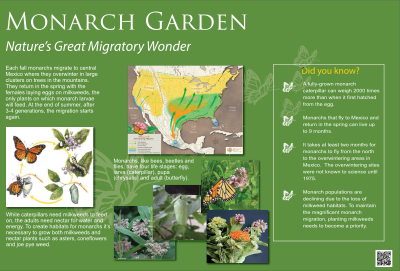 MONARCH GARDEN
Nature's Great Migratory Wonder
Each fall monarchs migrate to central
Mexico where they overwinter in large
clusters on trees in the mountains.
They return in the spring with the
females laying eggs on milkweeds, the
only plants on which monarch larvae
will feed. At the end of summer, after
3-4 generations, the migration starts
again.
Monarchs, like bees, beetles and
flies, have four life stages: egg,
larva (caterpillar), pupa
(chrysalis) and adult (butterfly).
While caterpillars need milkweeds to feed
on, the adults need nectar for water and
energy. To create habitats for monarchs it's
necessary to grow both milkweeds and
nectar plants such as asters, coneflowers
and joe pye weed.
Did you know?
A fully-grown monarch
caterpillar can weigh 2000 times
more than when it first hatched
from the egg.
Monarchs that fly to Mexico and
return in the spring can live up
to 9 months.
It takes at least two months for
monarchs to fly from the north
to the overwintering areas in
Mexico. The overwintering sites
were not known to science until
1975.
Monarch populations are
declining due to the loss of
milkweed habitats. To maintain
the magnificent monarch
migration, planting milkweeds
needs to become a priority.